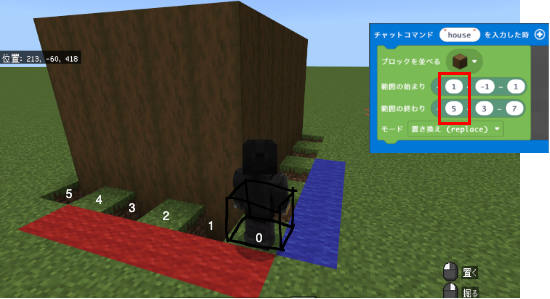 チャットコマンド "house" を入力した時
位置: 213, -60, 418
ブロックを並べる
範囲の始まり ~ 1 ~ -1 ~ 1
範囲の終わり ~ 5 ~ 3 ~ 7
モード 置き換え (replace)
5 4 3 2 1 0
置く
掘る